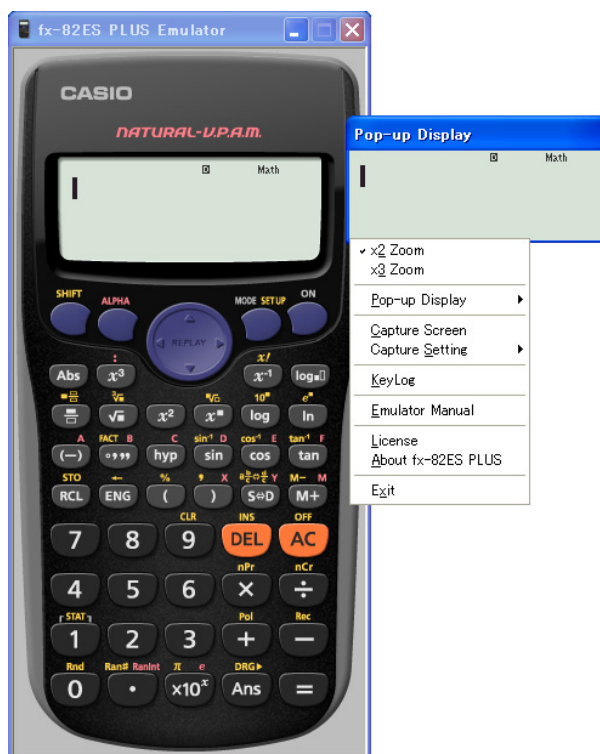 fx-82ES PLUS Emulator
CASIO
NATURAL-V.P.A.M.
Pop-up Display
D Math
D Math
x2 Zoom
x3 Zoom
Pop-up Display
Capture Screen
Capture Setting
KeyLog
Emulator Manual
License
About fx-82ES PLUS
Exit
SHIFT ALPHA MODE SETUP ON
REPLAY
: x!
Abs x³ x⁻¹ log
³√ 10 e
√ x² x log ln
A FACT B C sin⁻¹ D cos⁻¹ E tan⁻¹ F
(−) °’’’ hyp sin cos tan
STO ← % , X Y M− M
RCL ENG ( ) S⇔D M+
CLR INS OFF
7 8 9 DEL AC
nPr nCr
4 5 6 × ÷
STAT Pol Rec
1 2 3 + −
Rnd Ran# RanInt π e DRG▶
0 • ×10ˣ Ans =